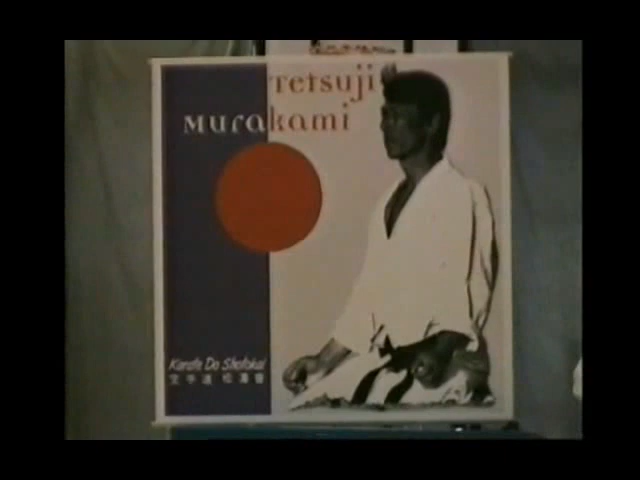 Tetsuji
Murakami
Karate Do Shotokai
空手道 松濤會